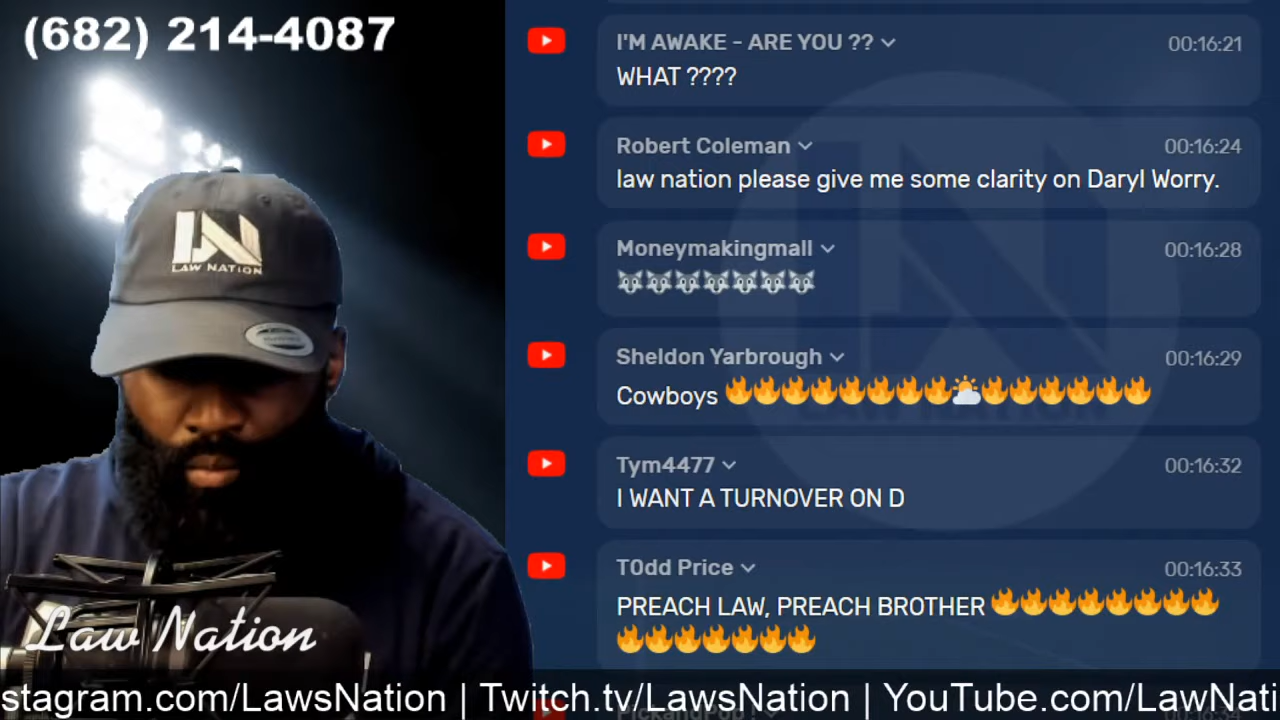 (682) 214-4087
LAW NATION
Law Nation
I'M AWAKE - ARE YOU ??
00:16:21
WHAT ????
Robert Coleman
00:16:24
law nation please give me some clarity on Daryl Worry.
Moneymakingmall
00:16:28
🐺🐺🐺🐺🐺🐺🐺
Sheldon Yarbrough
00:16:29
Cowboys 🔥🔥🔥🔥🔥🔥🔥🔥🌥️🔥🔥🔥🔥🔥🔥
Tym4477
00:16:32
I WANT A TURNOVER ON D
T0dd Price
00:16:33
PREACH LAW, PREACH BROTHER 🔥🔥🔥🔥🔥🔥🔥🔥
🔥🔥🔥🔥🔥🔥🔥
stagram.com/LawsNation | Twitch.tv/LawsNation | YouTube.com/LawNati